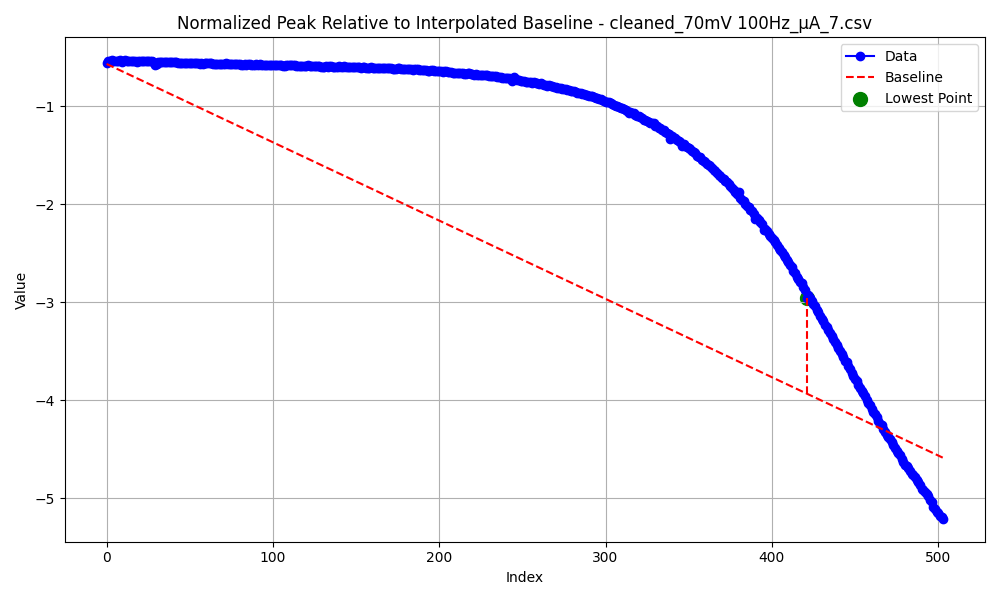 Normalized Peak Relative to Interpolated Baseline - cleaned_70mV 100Hz_μA_7.csv
Data
Baseline
Lowest Point
Value
−1
−2
−3
−4
−5
0
100
200
300
400
500
Index